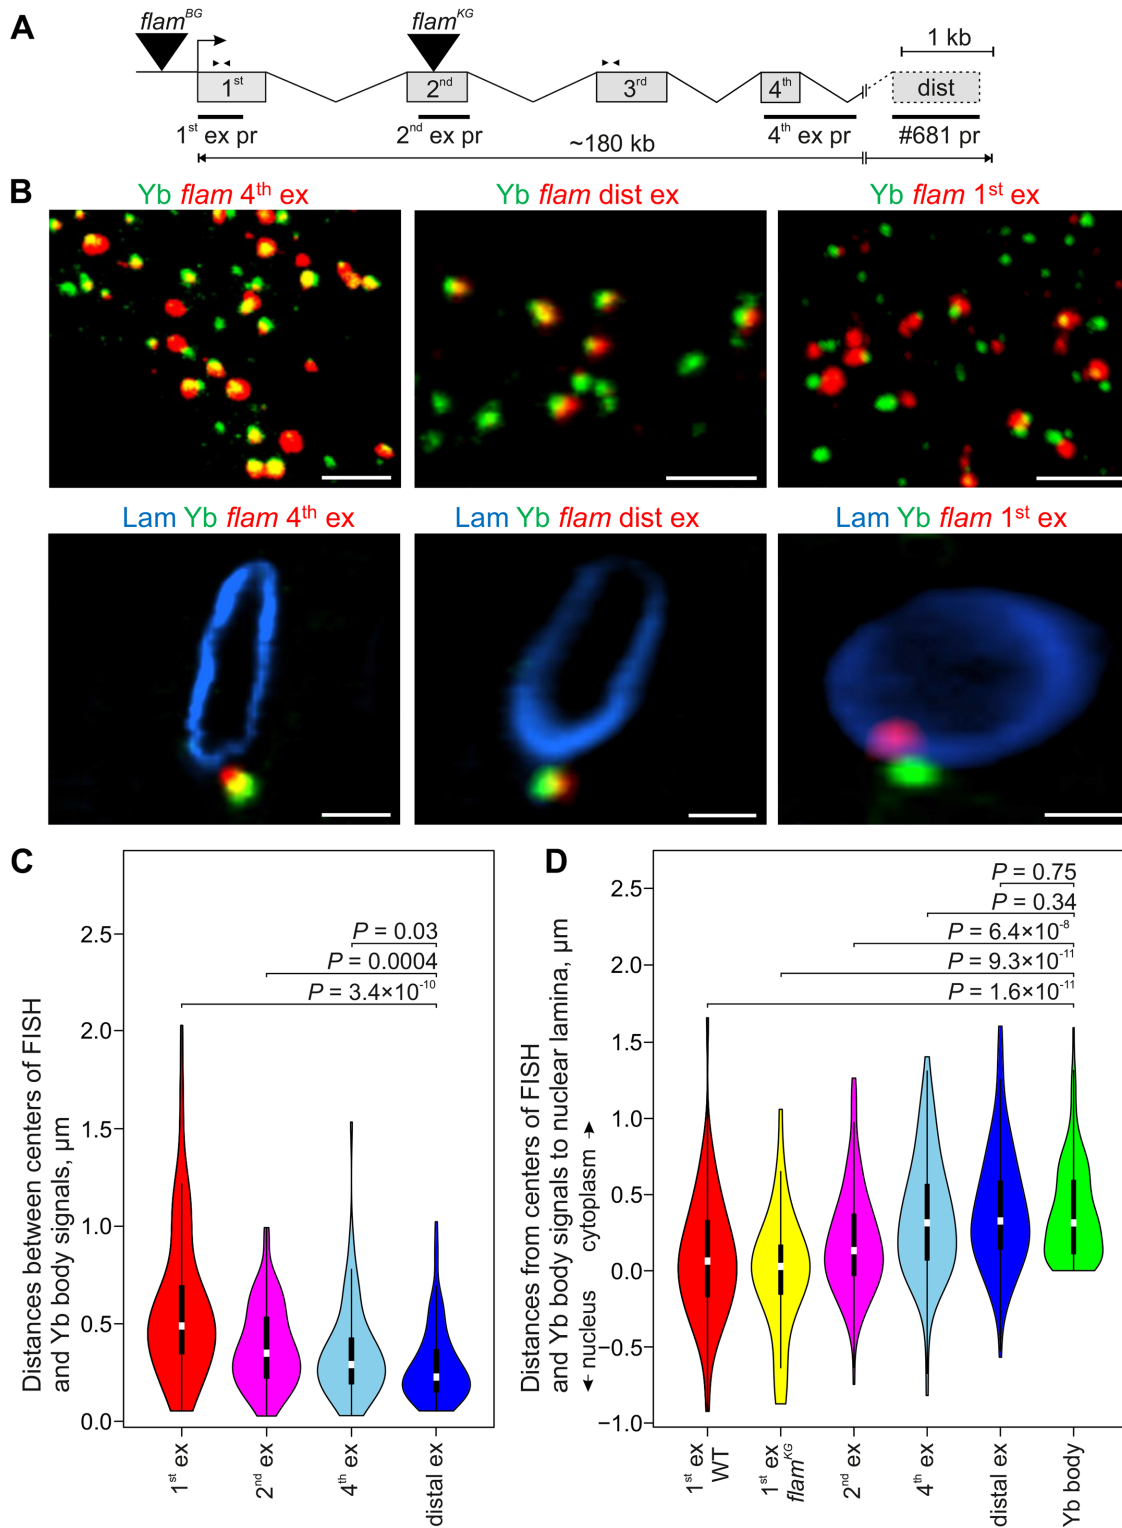 A
flam^BG
flam^KG
1 kb
1st
2nd
3rd
4th
dist
1st ex pr
2nd ex pr
4th ex pr
#681 pr
~180 kb
B
Yb flam 4th ex
Yb flam dist ex
Yb flam 1st ex
Lam Yb flam 4th ex
Lam Yb flam dist ex
Lam Yb flam 1st ex
C
Distances between centers of FISH
and Yb body signals, µm
2.5
2.0
1.5
1.0
0.5
0.0
P = 0.03
P = 0.0004
P = 3.4×10^-10
1st ex
2nd ex
4th ex
distal ex
D
Distances from centers of FISH
and Yb body signals to nuclear lamina, µm
nucleus
cytoplasm
2.5
2.0
1.5
1.0
0.5
0.0
−0.5
−1.0
P = 0.75
P = 0.34
P = 6.4×10^-8
P = 9.3×10^-11
P = 1.6×10^-11
1st ex
WT
1st ex
flam^KG
2nd ex
4th ex
distal ex
Yb body